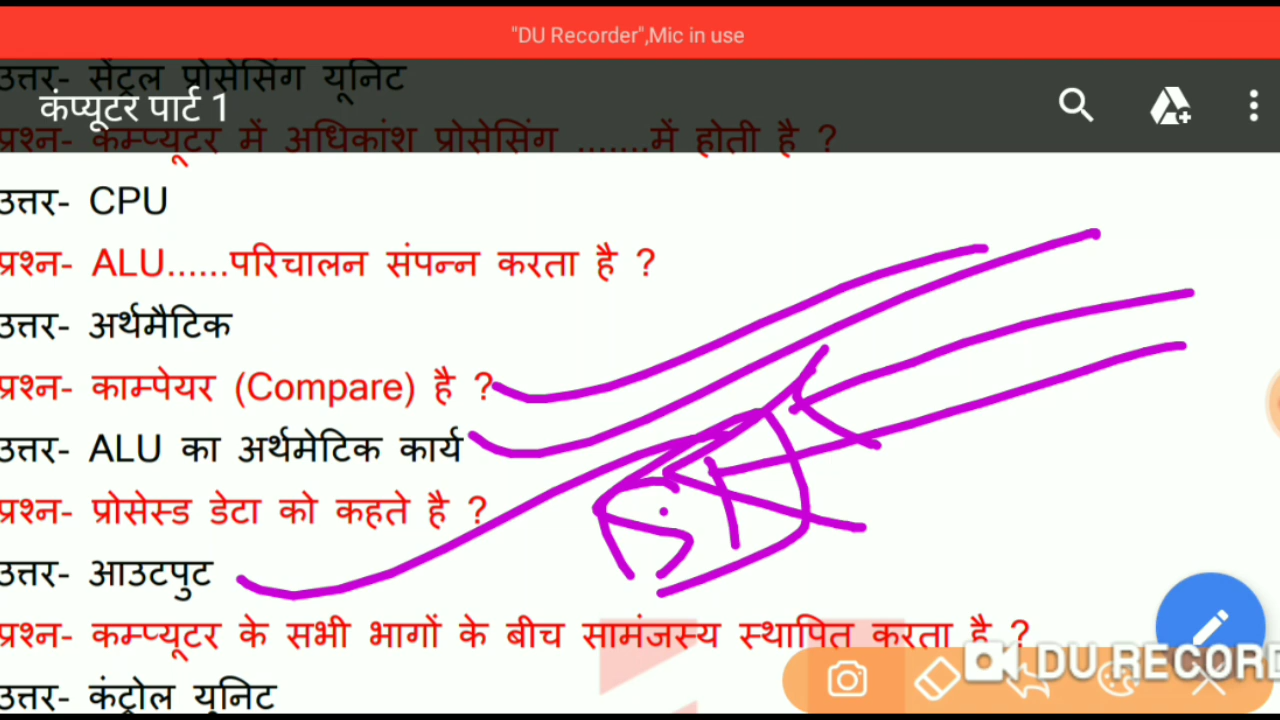 "DU Recorder",Mic in use
उत्तर- सेंट्रल प्रोसेसिंग यूनिट
कंप्यूटर पार्ट 1
प्रश्न- कम्प्यूटर में अधिकांश प्रोसेसिंग .......में होती है ?
उत्तर- CPU
प्रश्न- ALU......परिचालन संपन्न करता है ?
उत्तर- अर्थमैटिक
प्रश्न- काम्पेयर (Compare) है ?
उत्तर- ALU का अर्थमेटिक कार्य
प्रश्न- प्रोसेस्ड डेटा को कहते है ?
उत्तर- आउटपुट
प्रश्न- कम्प्यूटर के सभी भागों के बीच सामंजस्य स्थापित करता है ?
DU RECORD
उत्तर- कंट्रोल युनिट